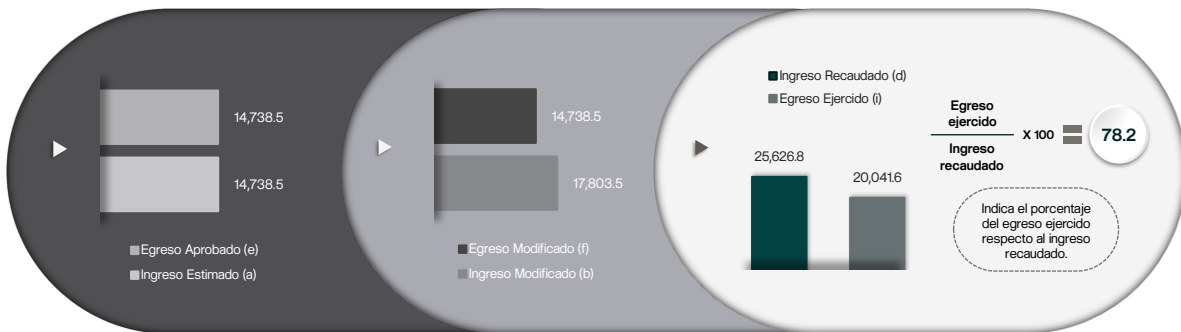 14,738.5
14,738.5
Egreso Aprobado (e)
Ingreso Estimado (a)
14,738.5
17,803.5
Egreso Modificado (f)
Ingreso Modificado (b)
Ingreso Recaudado (d)
Egreso Ejercido (i)
25,626.8
20,041.6
Egreso
ejercido
Ingreso
recaudado
X 100
=
78.2
Indica el porcentaje
del egreso ejercido
respecto al ingreso
recaudado.